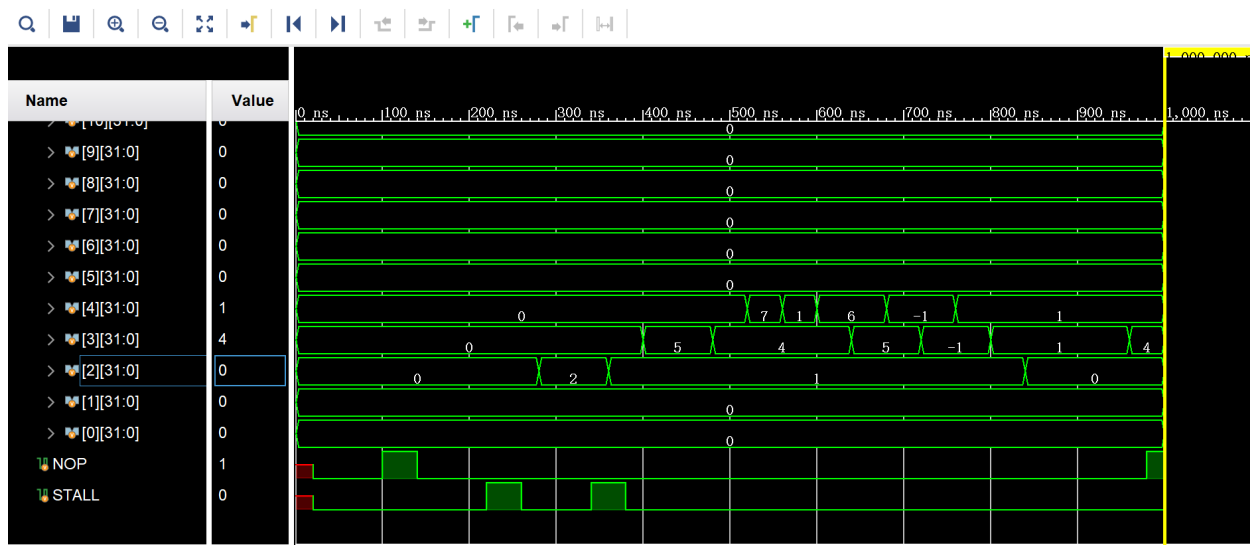 1,000,000 n
Name Value
0 ns 100 ns 200 ns 300 ns 400 ns 500 ns 600 ns 700 ns 800 ns 900 ns 1,000 ns
[10][31:0] 0 0
[9][31:0] 0 0
[8][31:0] 0 0
[7][31:0] 0 0
[6][31:0] 0 0
[5][31:0] 0 0
[4][31:0] 1 0 7 1 6 -1 1
[3][31:0] 4 0 5 4 5 -1 1 4
[2][31:0] 0 0 2 1 0
[1][31:0] 0 0
[0][31:0] 0 0
NOP 1
STALL 0